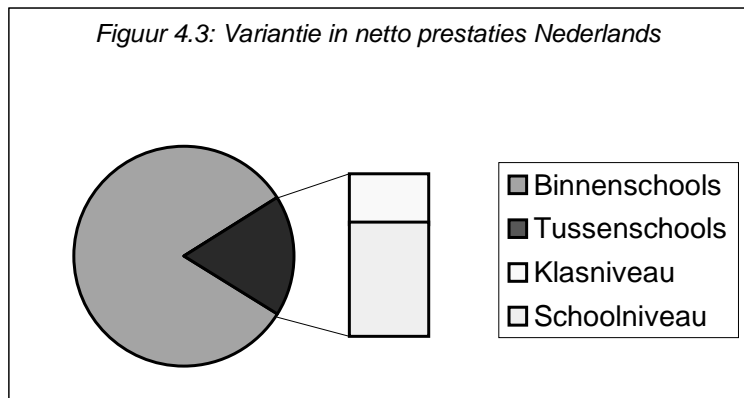 Figuur 4.3: Variantie in netto prestaties Nederlands
Binnenschools
Tussenschools
Klasniveau
Schoolniveau